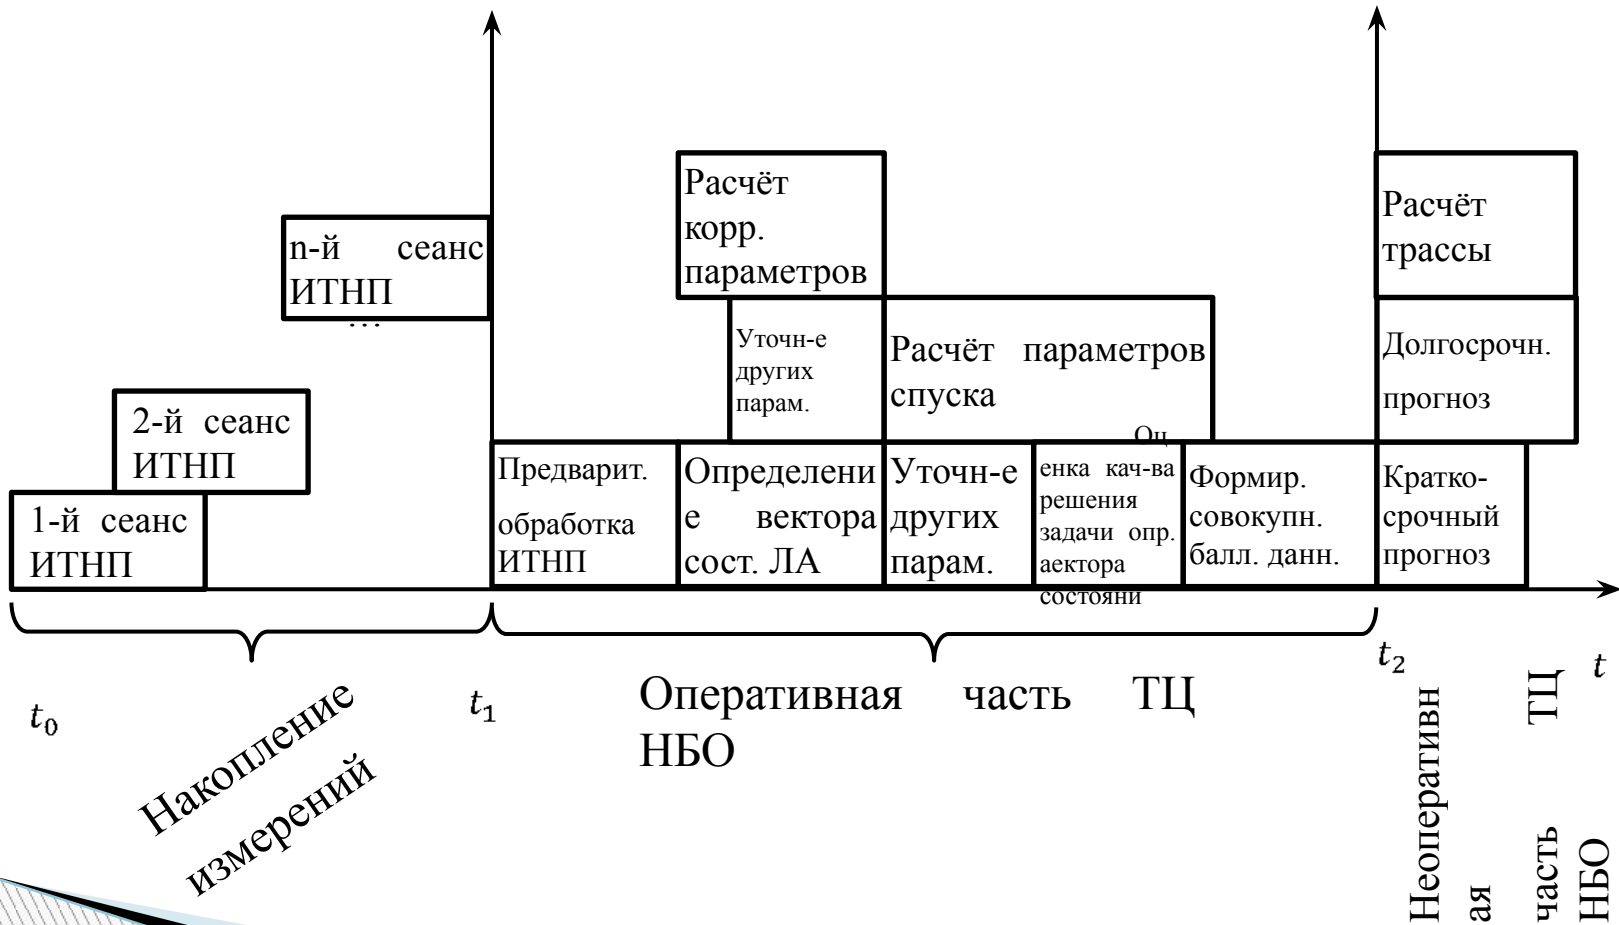 Расчёт
корр.
параметров
Расчёт
трассы
n-й сеанс
ИТНП
...
Уточн-е
других
парам.
Расчёт параметров
спуска
Долгосрочн.
прогноз
2-й сеанс
ИТНП
1-й сеанс
ИТНП
Предварит.
обработка
ИТНП
Определени
е вектора
сост. ЛА
Уточн-е
других
парам.
Оц
енка кач-ва
решения
задачи опр.
аектора
состояни
Формир.
совокупн.
балл. данн.
Кратко-
срочный
прогноз
t₀
Накопление
измерений
t₁
Оперативная часть ТЦ
НБО
t₂
t
Неоперативн
ая
ТЦ
часть
НБО